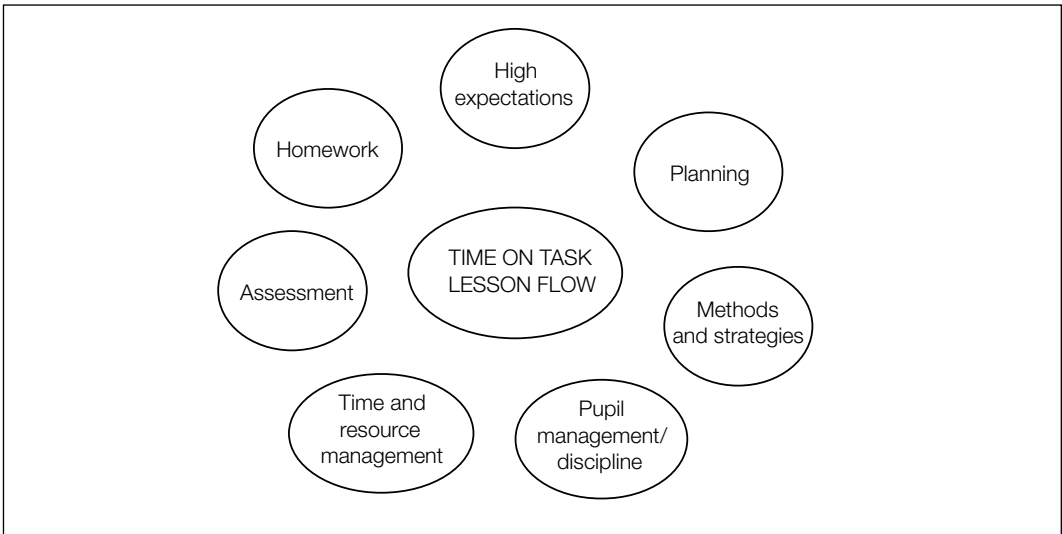 High
expectations
Homework
Planning
TIME ON TASK
LESSON FLOW
Assessment
Methods
and strategies
Time and
resource
management
Pupil
management/
discipline